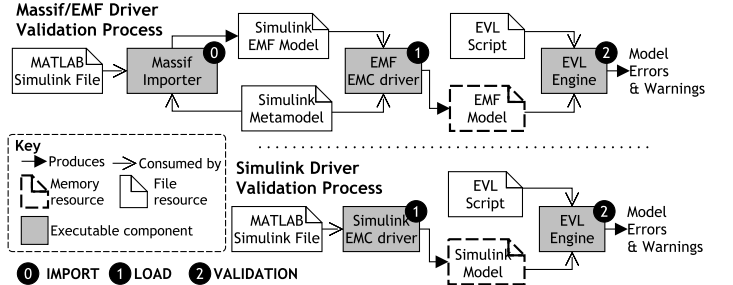 Massif/EMF Driver
Validation Process
MATLAB
Simulink File
Massif
Importer
0
Simulink
EMF Model
Simulink
Metamodel
EMF
EMC driver
1
EMF
Model
EVL
Script
EVL
Engine
2
Model
Errors
& Warnings
Key
Produces
Consumed by
Memory
resource
File
resource
Executable component
0 IMPORT 1 LOAD 2 VALIDATION
Simulink Driver
Validation Process
MATLAB
Simulink File
Simulink
EMC driver
1
Simulink
Model
EVL
Script
EVL
Engine
2
Model
Errors
& Warnings